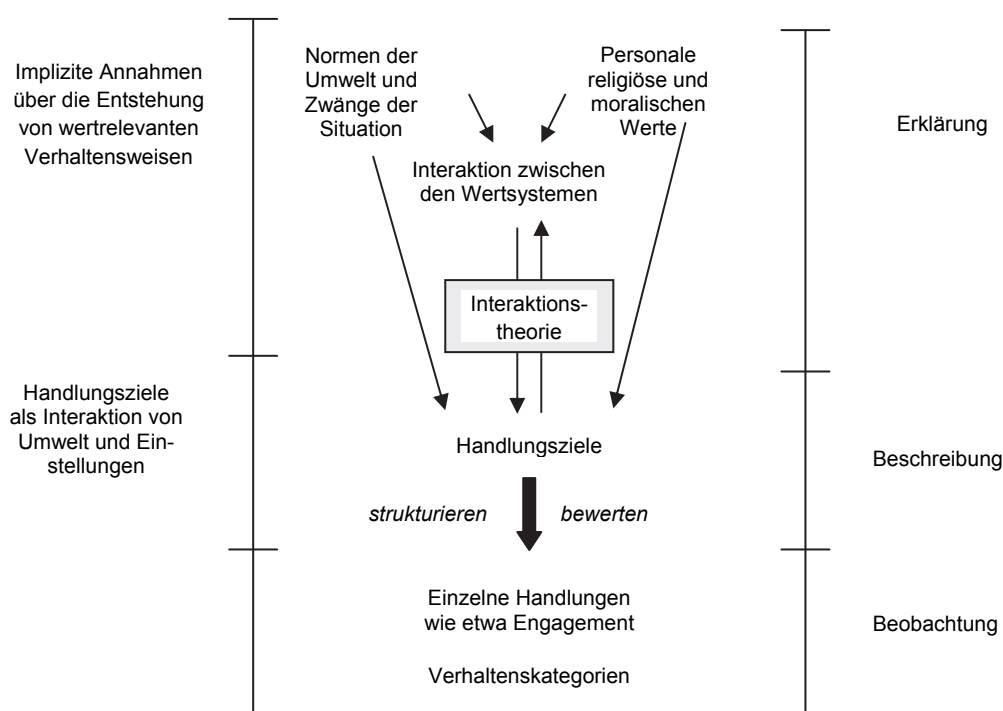 Implizite Annahmen
über die Entstehung
von wertrelevanten
Verhaltensweisen
Normen der
Umwelt und
Zwänge der
Situation
Personale
religiöse und
moralischen
Werte
Erklärung
Interaktion zwischen
den Wertsystemen
Interaktions-
theorie
Handlungsziele
als Interaktion von
Umwelt und Ein-
stellungen
Handlungsziele
Beschreibung
strukturieren
bewerten
Einzelne Handlungen
wie etwa Engagement
Verhaltenskategorien
Beobachtung